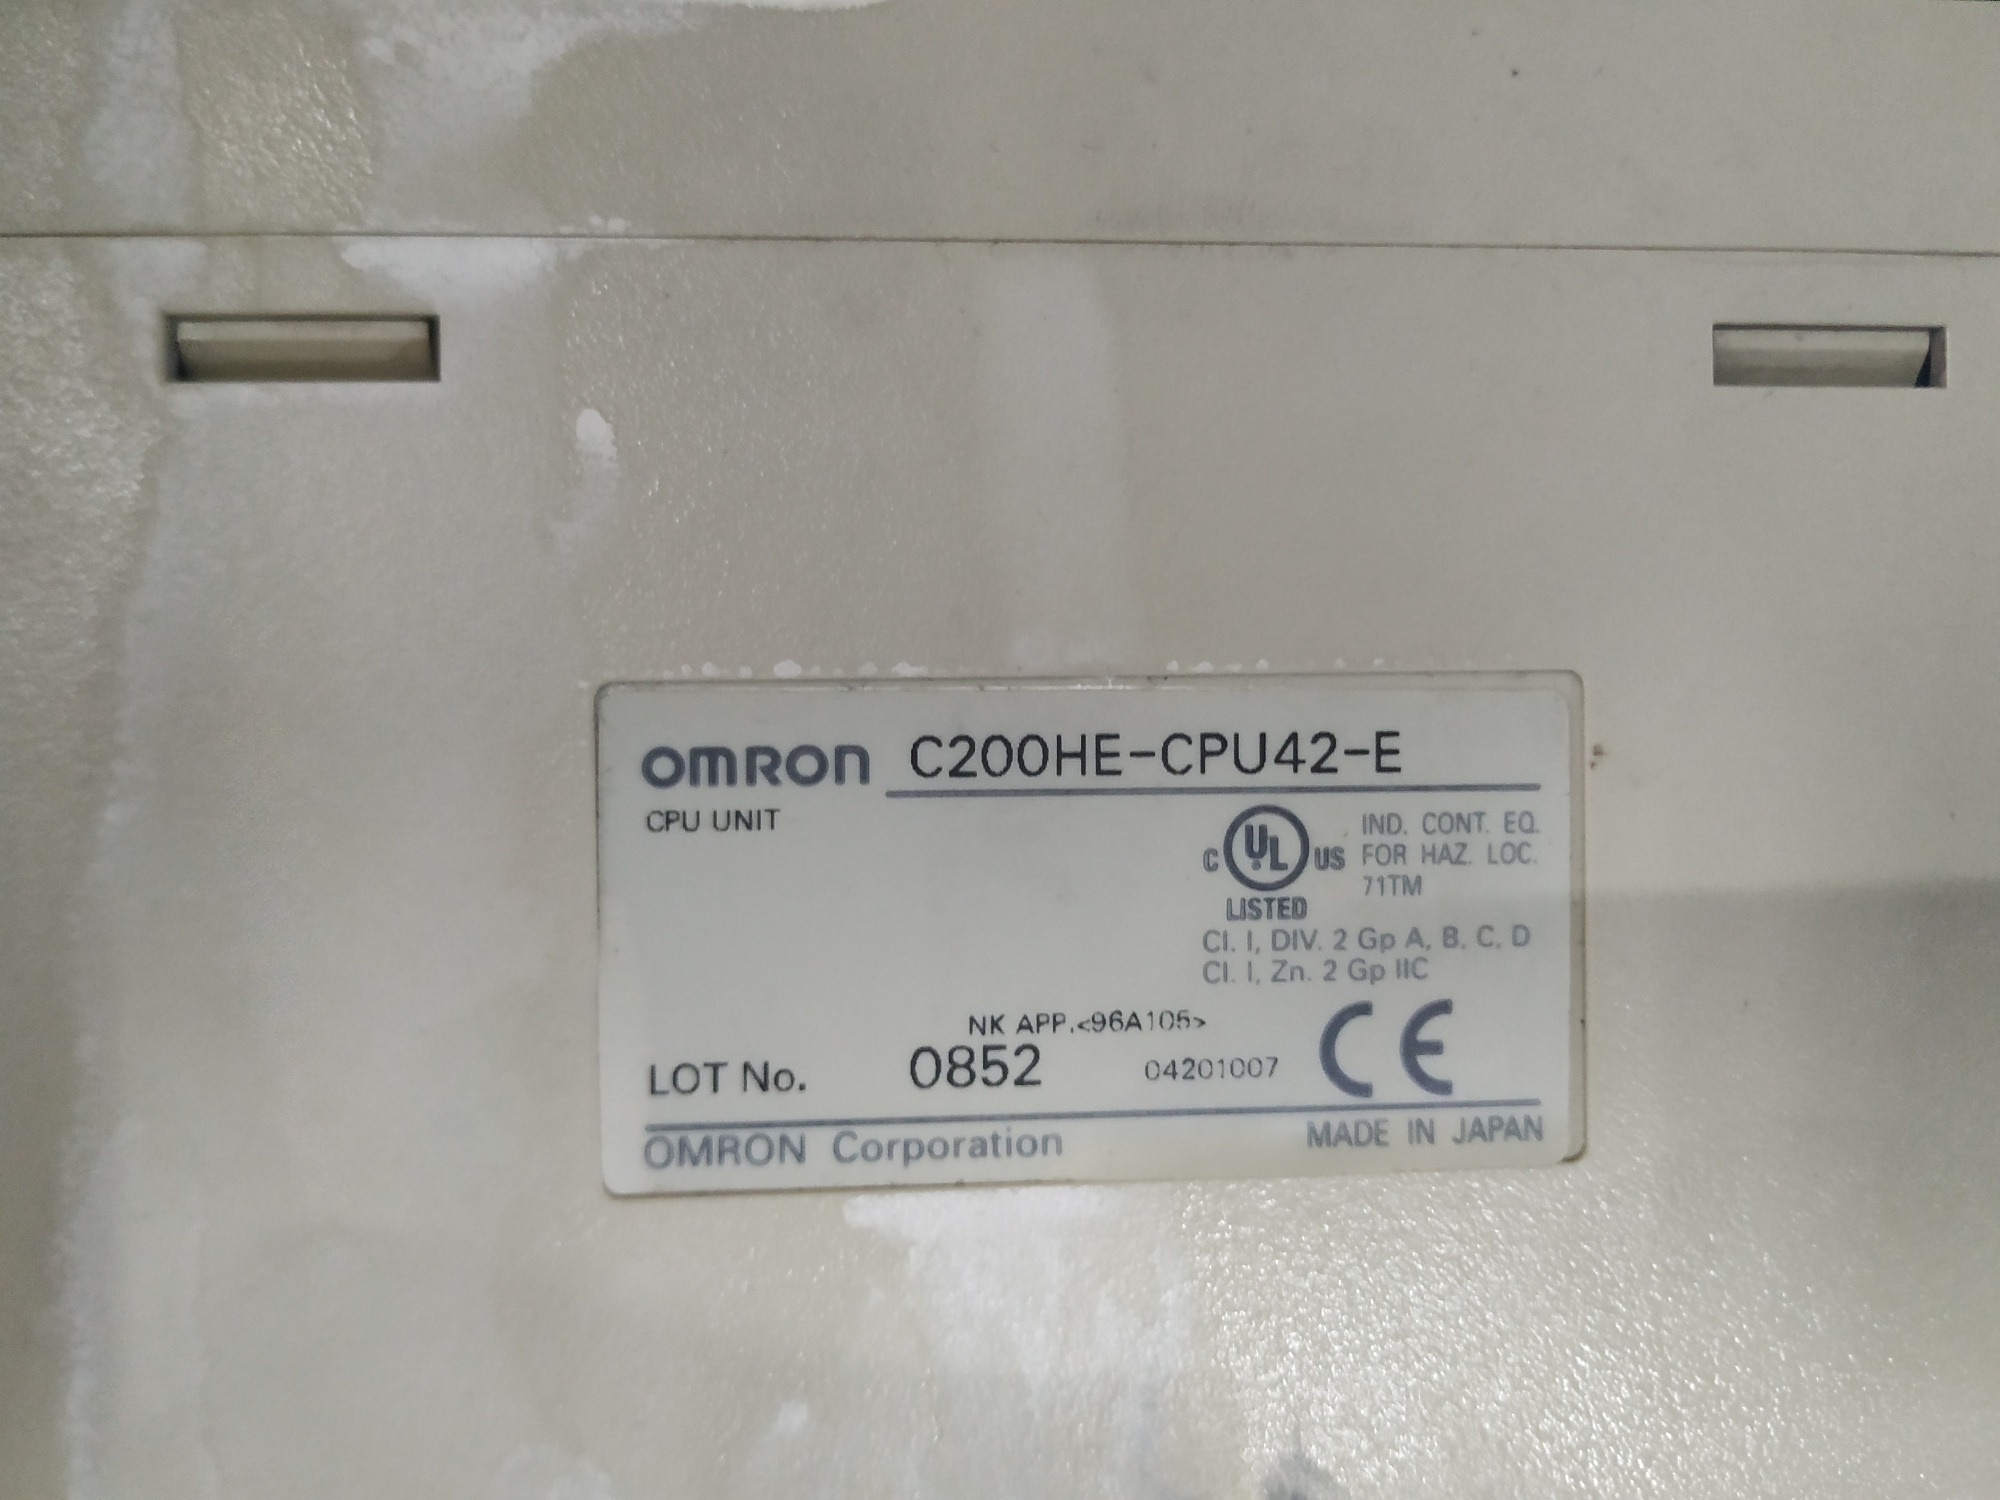 OMRON C200HE-CPU42-E
CPU UNIT
C UL US LISTED
IND. CONT. EQ.
FOR HAZ. LOC.
71TM
Cl. I, DIV. 2 Gp A, B, C, D
Cl. I, Zn. 2 Gp IIC
NK APP.<96A105>
LOT No. 0852 04201007 CE
OMRON Corporation MADE IN JAPAN